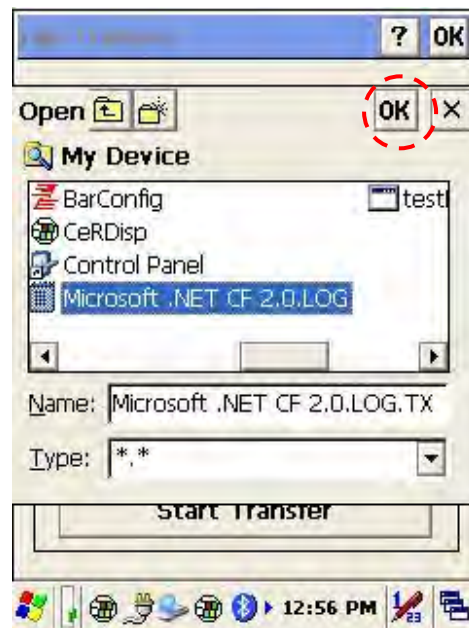 ? OK
Open OK ×
My Device
BarConfig test
CeRDisp
Control Panel
Microsoft .NET CF 2.0.LOG
Name: Microsoft .NET CF 2.0.LOG.TX
Type: *.*
Start Transfer
12:56 PM 23